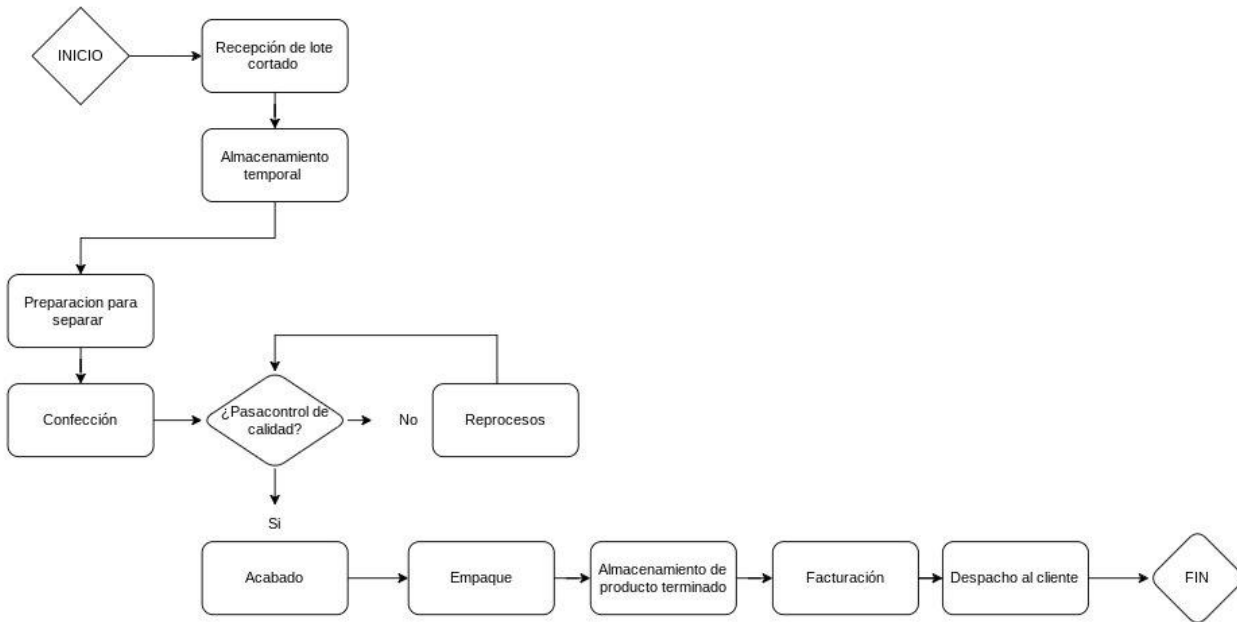 INICIO
Recepción de lote
cortado
Almacenamiento
temporal
Preparacion para
separar
Confección
¿Pasacontrol de
calidad?
No
Reprocesos
Si
Acabado
Empaque
Almacenamiento de
producto terminado
Facturación
Despacho al cliente
FIN